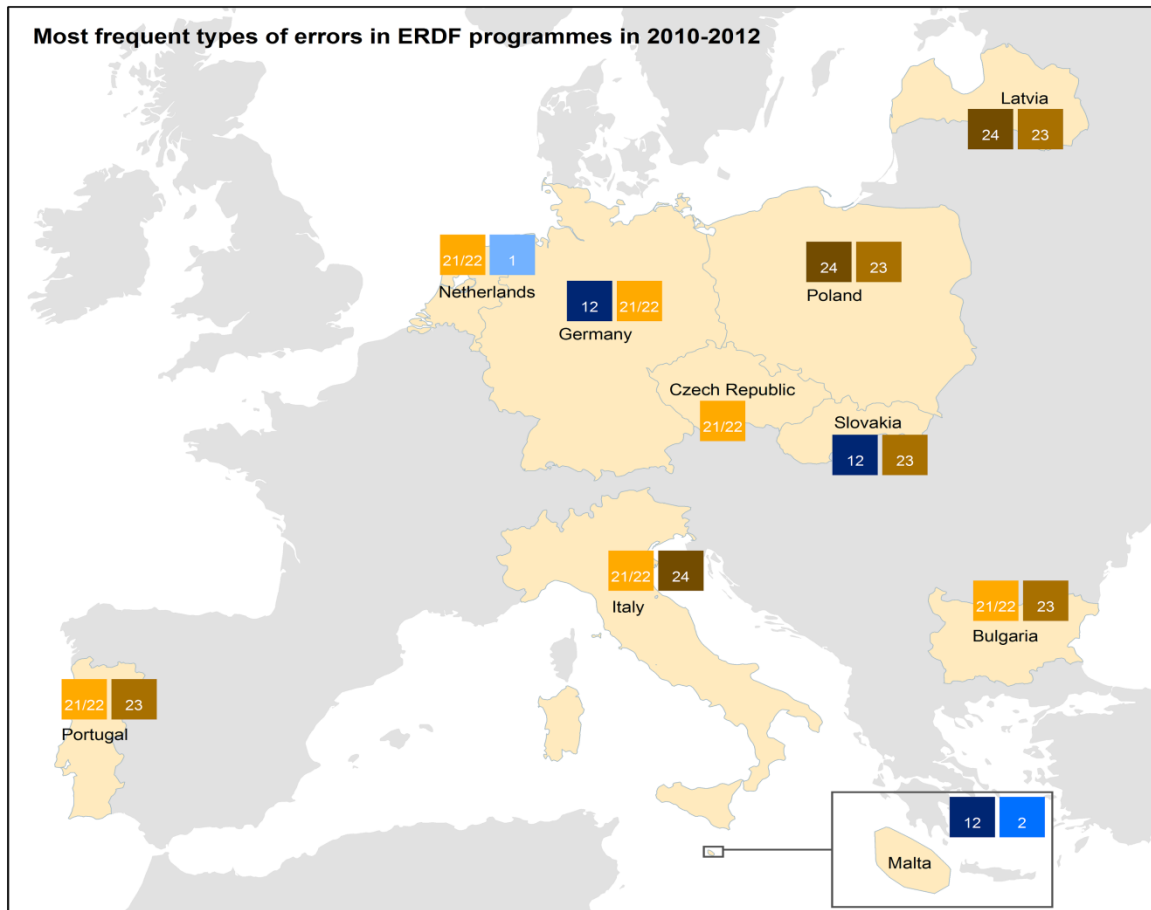 Most frequent types of errors in ERDF programmes in 2010-2012
Latvia
24 23
21/22 1
Netherlands
24 23
Poland
12 21/22
Germany
Czech Republic
21/22
Slovakia
12 23
21/22 24
Italy
21/22 23
Bulgaria
21/22 23
Portugal
12 2
Malta